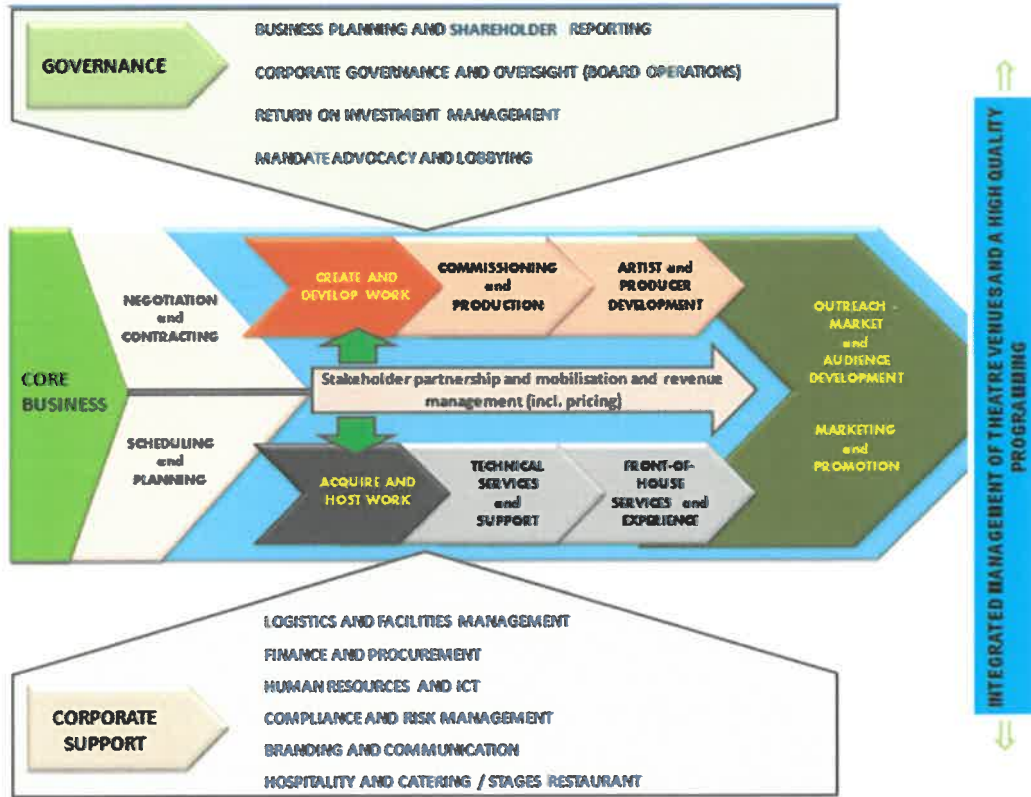 GOVERNANCE
BUSINESS PLANNING AND SHAREHOLDER REPORTING
CORPORATE GOVERNANCE AND OVERSIGHT (BOARD OPERATIONS)
RETURN ON INVESTMENT MANAGEMENT
MANDATE ADVOCACY AND LOBBYING
CORE
BUSINESS
NEGOTIATION
and
CONTRACTING
SCHEDULING
and
PLANNING
CREATE AND
DEVELOP WORK
COMMISSIONING
and
PRODUCTION
ARTIST and
PRODUCER
DEVELOPMENT
Stakeholder partnership and mobilisation and revenue
management (incl. pricing)
ACQUIRE AND
HOST WORK
TECHNICAL
SERVICES
and
SUPPORT
FRONT-OF-
HOUSE
SERVICES and
EXPERIENCE
OUTREACH -
MARKET
and
AUDIENCE
DEVELOPMENT
MARKETING
and
PROMOTION
CORPORATE
SUPPORT
LOGISTICS AND FACILITIES MANAGEMENT
FINANCE AND PROCUREMENT
HUMAN RESOURCES AND ICT
COMPLIANCE AND RISK MANAGEMENT
BRANDING AND COMMUNICATION
HOSPITALITY AND CATERING / STAGES RESTAURANT
INTEGRATED MANAGEMENT OF THEATRE VENUES AND A HIGH QUALITY
PROGRAMMING